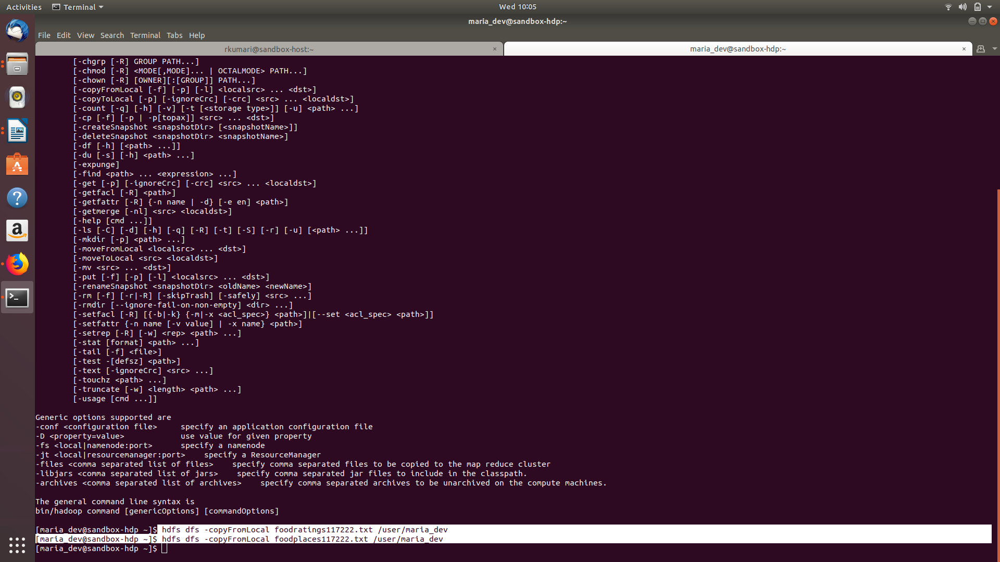 Activities Terminal Wed 10:05
maria_dev@sandbox-hdp:~
File Edit View Search Terminal Tabs Help
rkumari@sandbox-host:~ × maria_dev@sandbox-hdp:~ ×
[-chgrp [-R] GROUP PATH...]
[-chmod [-R] <MODE[,MODE]... | OCTALMODE> PATH...]
[-chown [-R] [OWNER][:[GROUP]] PATH...]
[-copyFromLocal [-f] [-p] [-l] <localsrc> ... <dst>]
[-copyToLocal [-p] [-ignoreCrc] [-crc] <src> ... <localdst>]
[-count [-q] [-h] [-v] [-t [<storage type>]] [-u] <path> ...]
[-cp [-f] [-p | -p[topax]] <src> ... <dst>]
[-createSnapshot <snapshotDir> [<snapshotName>]]
[-deleteSnapshot <snapshotDir> <snapshotName>]
[-df [-h] [<path> ...]]
[-du [-s] [-h] <path> ...]
[-expunge]
[-find <path> ... <expression> ...]
[-get [-p] [-ignoreCrc] [-crc] <src> ... <localdst>]
[-getfacl [-R] <path>]
[-getfattr [-R] {-n name | -d} [-e en] <path>]
[-getmerge [-nl] <src> <localdst>]
[-help [cmd ...]]
[-ls [-C] [-d] [-h] [-q] [-R] [-t] [-S] [-r] [-u] [<path> ...]]
[-mkdir [-p] <path> ...]
[-moveFromLocal <localsrc> ... <dst>]
[-moveToLocal <src> <localdst>]
[-mv <src> ... <dst>]
[-put [-f] [-p] [-l] <localsrc> ... <dst>]
[-renameSnapshot <snapshotDir> <oldName> <newName>]
[-rm [-f] [-r|-R] [-skipTrash] [-safely] <src> ...]
[-rmdir [--ignore-fail-on-non-empty] <dir> ...]
[-setfacl [-R] [{-b|-k} {-m|-x <acl_spec>} <path>]|[--set <acl_spec> <path>]]
[-setfattr {-n name [-v value] | -x name} <path>]
[-setrep [-R] [-w] <rep> <path> ...]
[-stat [format] <path> ...]
[-tail [-f] <file>]
[-test -[defsz] <path>]
[-text [-ignoreCrc] <src> ...]
[-touchz <path> ...]
[-truncate [-w] <length> <path> ...]
[-usage [cmd ...]]
Generic options supported are
-conf <configuration file>     specify an application configuration file
-D <property=value>            use value for given property
-fs <local|namenode:port>      specify a namenode
-jt <local|resourcemanager:port>    specify a ResourceManager
-files <comma separated list of files>    specify comma separated files to be copied to the map reduce cluster
-libjars <comma separated list of jars>    specify comma separated jar files to include in the classpath.
-archives <comma separated list of archives>    specify comma separated archives to be unarchived on the compute machines.
The general command line syntax is
bin/hadoop command [genericOptions] [commandOptions]
[maria_dev@sandbox-hdp ~]$ hdfs dfs -copyFromLocal foodratings117222.txt /user/maria_dev
[maria_dev@sandbox-hdp ~]$ hdfs dfs -copyFromLocal foodplaces117222.txt /user/maria_dev
[maria_dev@sandbox-hdp ~]$